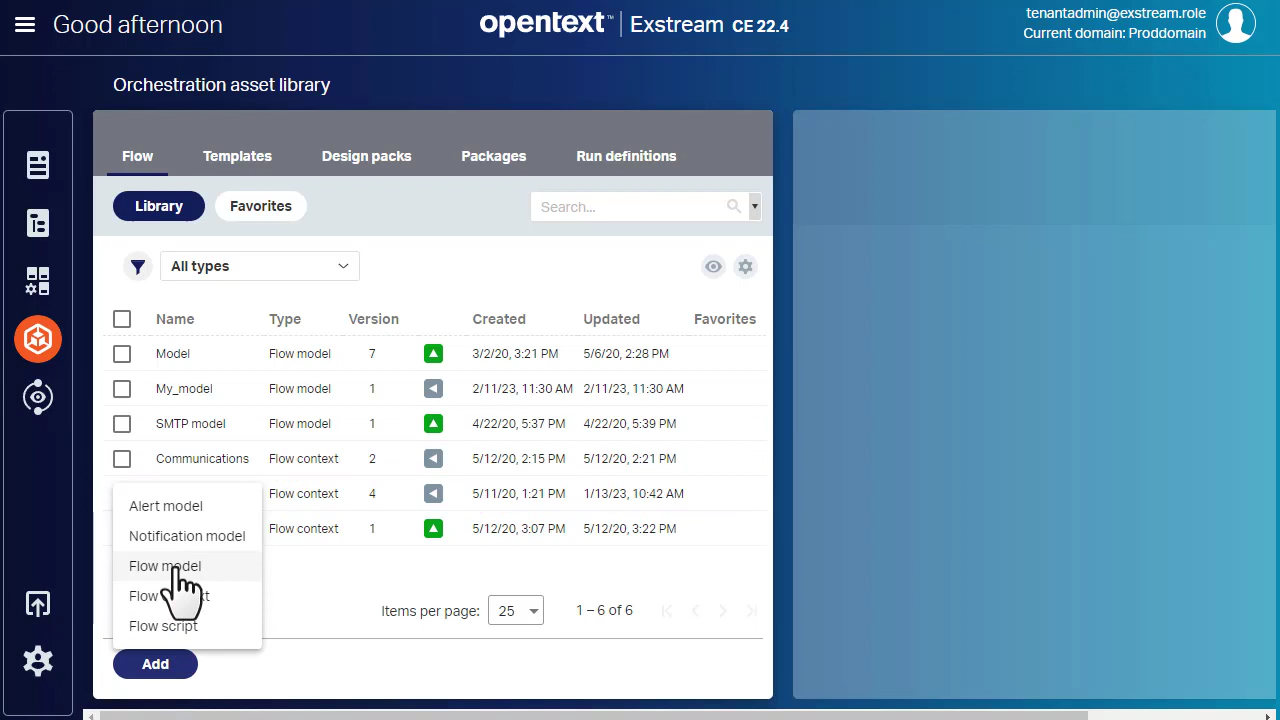 Good afternoon
opentext™ | Exstream CE 22.4
tenantadmin@exstream.role
Current domain: Proddomain
Orchestration asset library
Flow Templates Design packs Packages Run definitions
Library Favorites Search...
All types
Name Type Version Created Updated Favorites
Model Flow model 7 3/2/20, 3:21 PM 5/6/20, 2:28 PM
My_model Flow model 1 2/11/23, 11:30 AM 2/11/23, 11:30 AM
SMTP model Flow model 1 4/22/20, 5:37 PM 4/22/20, 5:39 PM
Communications Flow context 2 5/12/20, 2:15 PM 5/12/20, 2:21 PM
Flow context 4 5/11/20, 1:21 PM 1/13/23, 10:42 AM
Flow context 1 5/12/20, 3:07 PM 5/12/20, 3:22 PM
Alert model
Notification model
Flow model
Flow
Flow script
Items per page: 25 1 – 6 of 6
Add